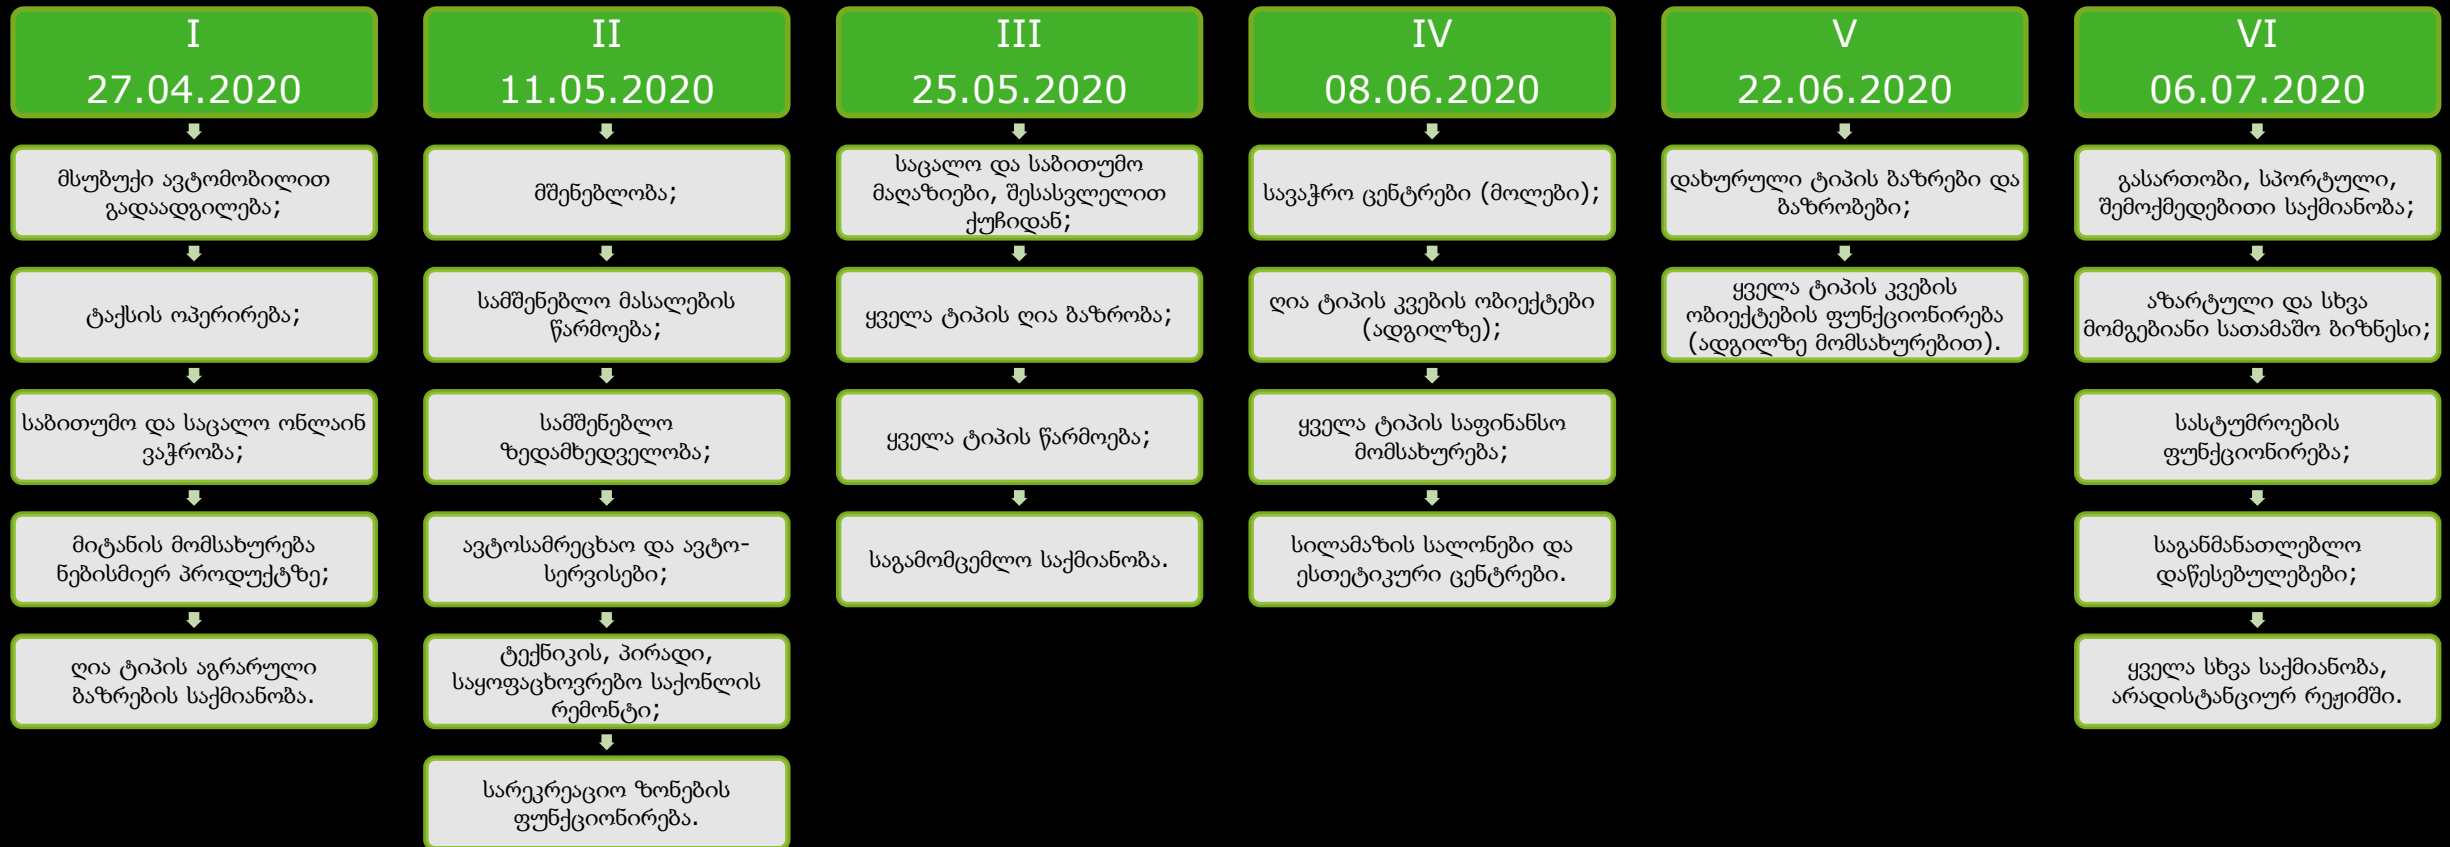 I
27.04.2020
მსუბუქი ავტომობილით
გადაადგილება;
ტაქსის ოპერირება;
საბითუმო და საცალო ონლაინ
ვაჭრობა;
მიტანის მომსახურება
ნებისმიერ პროდუქტზე;
ღია ტიპის აგრარული
ბაზრების საქმიანობა.
II
11.05.2020
მშენებლობა;
სამშენებლო მასალების
წარმოება;
სამშენებლო
ზედამხედველობა;
ავტოსამრეცხაო და ავტო-
სერვისები;
ტექნიკის, პირადი,
საყოფაცხოვრებო საქონლის
რემონტი;
სარეკრეაციო ზონების
ფუნქციონირება.
III
25.05.2020
საცალო და საბითუმო
მაღაზიები, შესასვლელით
ქუჩიდან;
ყველა ტიპის ღია ბაზრობა;
ყველა ტიპის წარმოება;
საგამომცემლო საქმიანობა.
IV
08.06.2020
სავაჭრო ცენტრები (მოლები);
ღია ტიპის კვების ობიექტები
(ადგილზე);
ყველა ტიპის საფინანსო
მომსახურება;
სილამაზის სალონები და
ესთეტიკური ცენტრები.
V
22.06.2020
დახურული ტიპის ბაზრები და
ბაზრობები;
ყველა ტიპის კვების
ობიექტების ფუნქციონირება
(ადგილზე მომსახურებით).
VI
06.07.2020
გასართობი, სპორტული,
შემოქმედებითი საქმიანობა;
აზარტული და სხვა
მომგებიანი სათამაშო ბიზნესი;
სასტუმროების
ფუნქციონირება;
საგანმანათლებლო
დაწესებულებები;
ყველა სხვა საქმიანობა,
არადისტანციურ რეჟიმში.